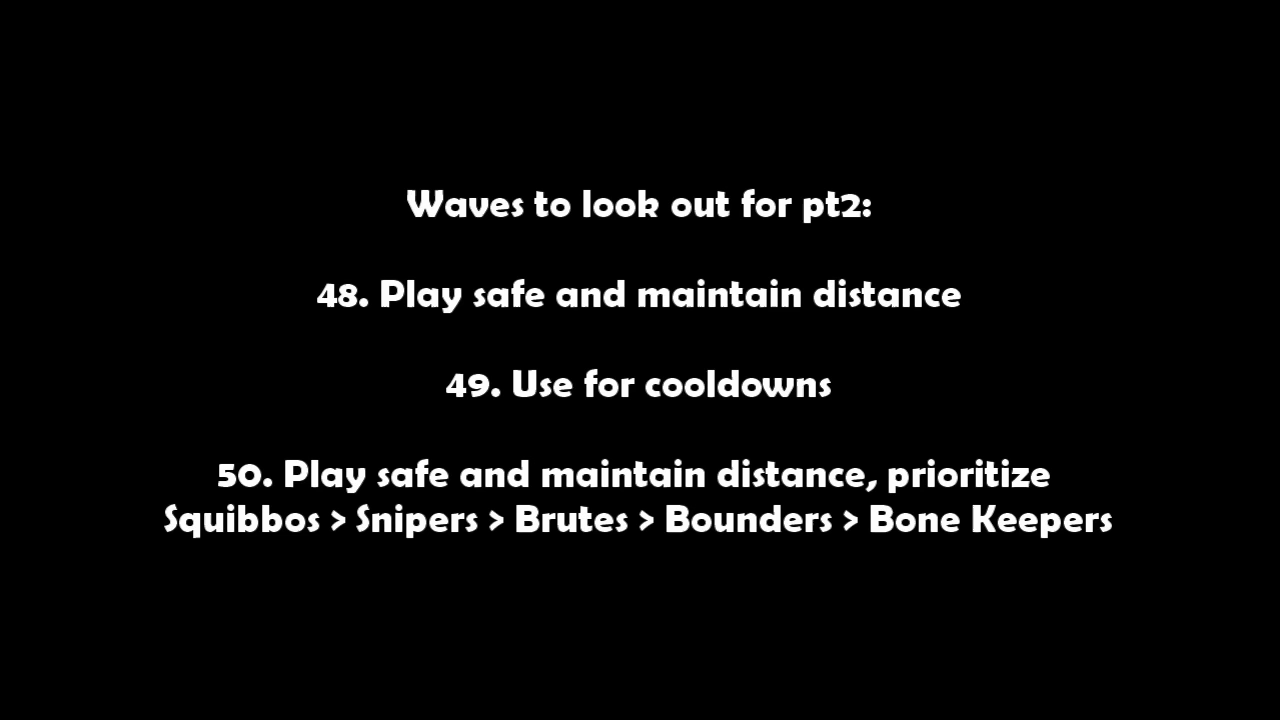 Waves to look out for pt2:
48. Play safe and maintain distance
49. Use for cooldowns
50. Play safe and maintain distance, prioritize
Squibbos > Snipers > Brutes > Bounders > Bone Keepers